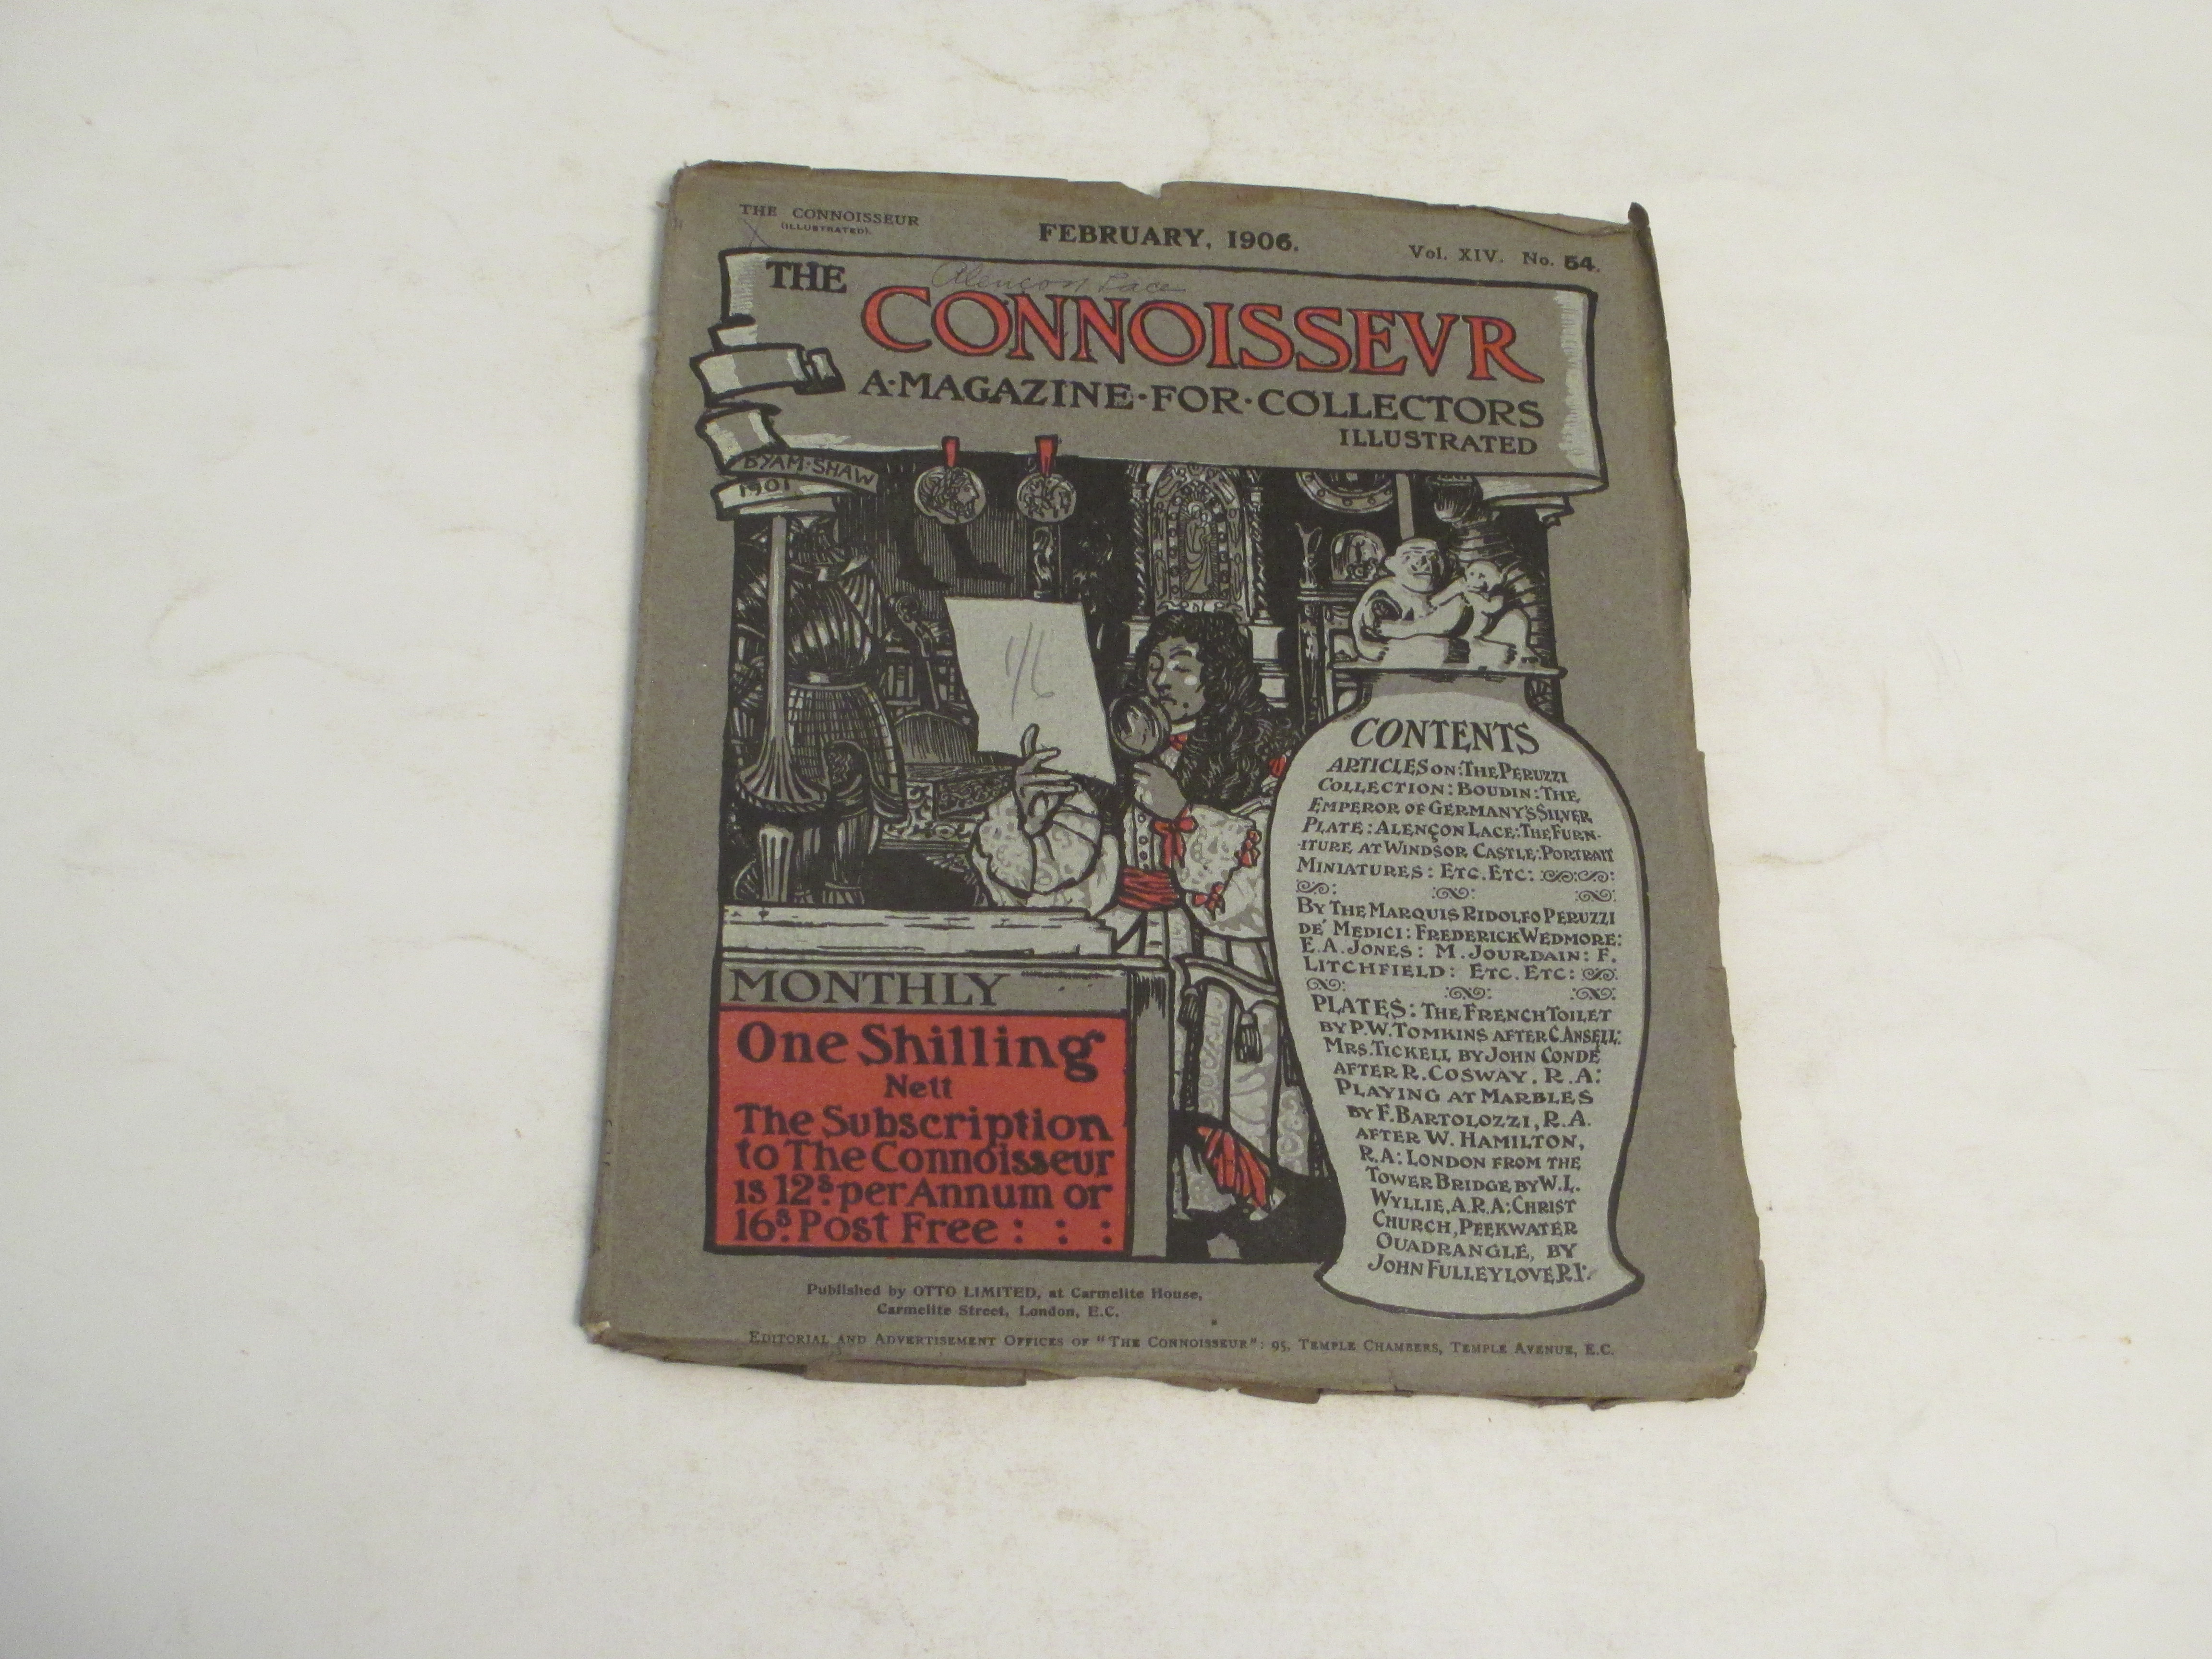 THE CONNOISSEUR
(ILLUSTRATED).
FEBRUARY, 1906.
Vol. XIV. No. 54.
Alençon Lace
THE
CONNOISSEVR
A·MAGAZINE·FOR·COLLECTORS
ILLUSTRATED
BYAM·SHAW
1901
1/6
CONTENTS
ARTICLES ON: THE PERUZZI
COLLECTION: BOUDIN: THE
EMPEROR OF GERMANY'S SILVER
PLATE: ALENÇON LACE: THE FURN-
-ITURE AT WINDSOR CASTLE: PORTRAIT
MINIATURES: ETC. ETC:
BY THE MARQUIS RIDOLFO PERUZZI
DE' MEDICI: FREDERICK WEDMORE:
E. A. JONES: M. JOURDAIN: F.
LITCHFIELD: ETC. ETC:
PLATES: THE FRENCH TOILET
BY P. W. TOMKINS AFTER C. ANSELL:
MRS. TICKELL BY JOHN CONDÉ
AFTER R. COSWAY, R.A:
PLAYING AT MARBLES
BY F. BARTOLOZZI, R.A.
AFTER W. HAMILTON,
R.A: LONDON FROM THE
TOWER BRIDGE BY W. L.
WYLLIE, A.R.A: CHRIST
CHURCH, PEEKWATER
QUADRANGLE, BY
JOHN FULLEYLOVE R.I:
MONTHLY
One Shilling
Nett
The Subscription
to The Connoisseur
is 12s. per Annum or
16s. Post Free : : :
Published by OTTO LIMITED, at Carmelite House,
Carmelite Street, London, E.C.
EDITORIAL AND ADVERTISEMENT OFFICES OF "THE CONNOISSEUR": 95, TEMPLE CHAMBERS, TEMPLE AVENUE, E.C.